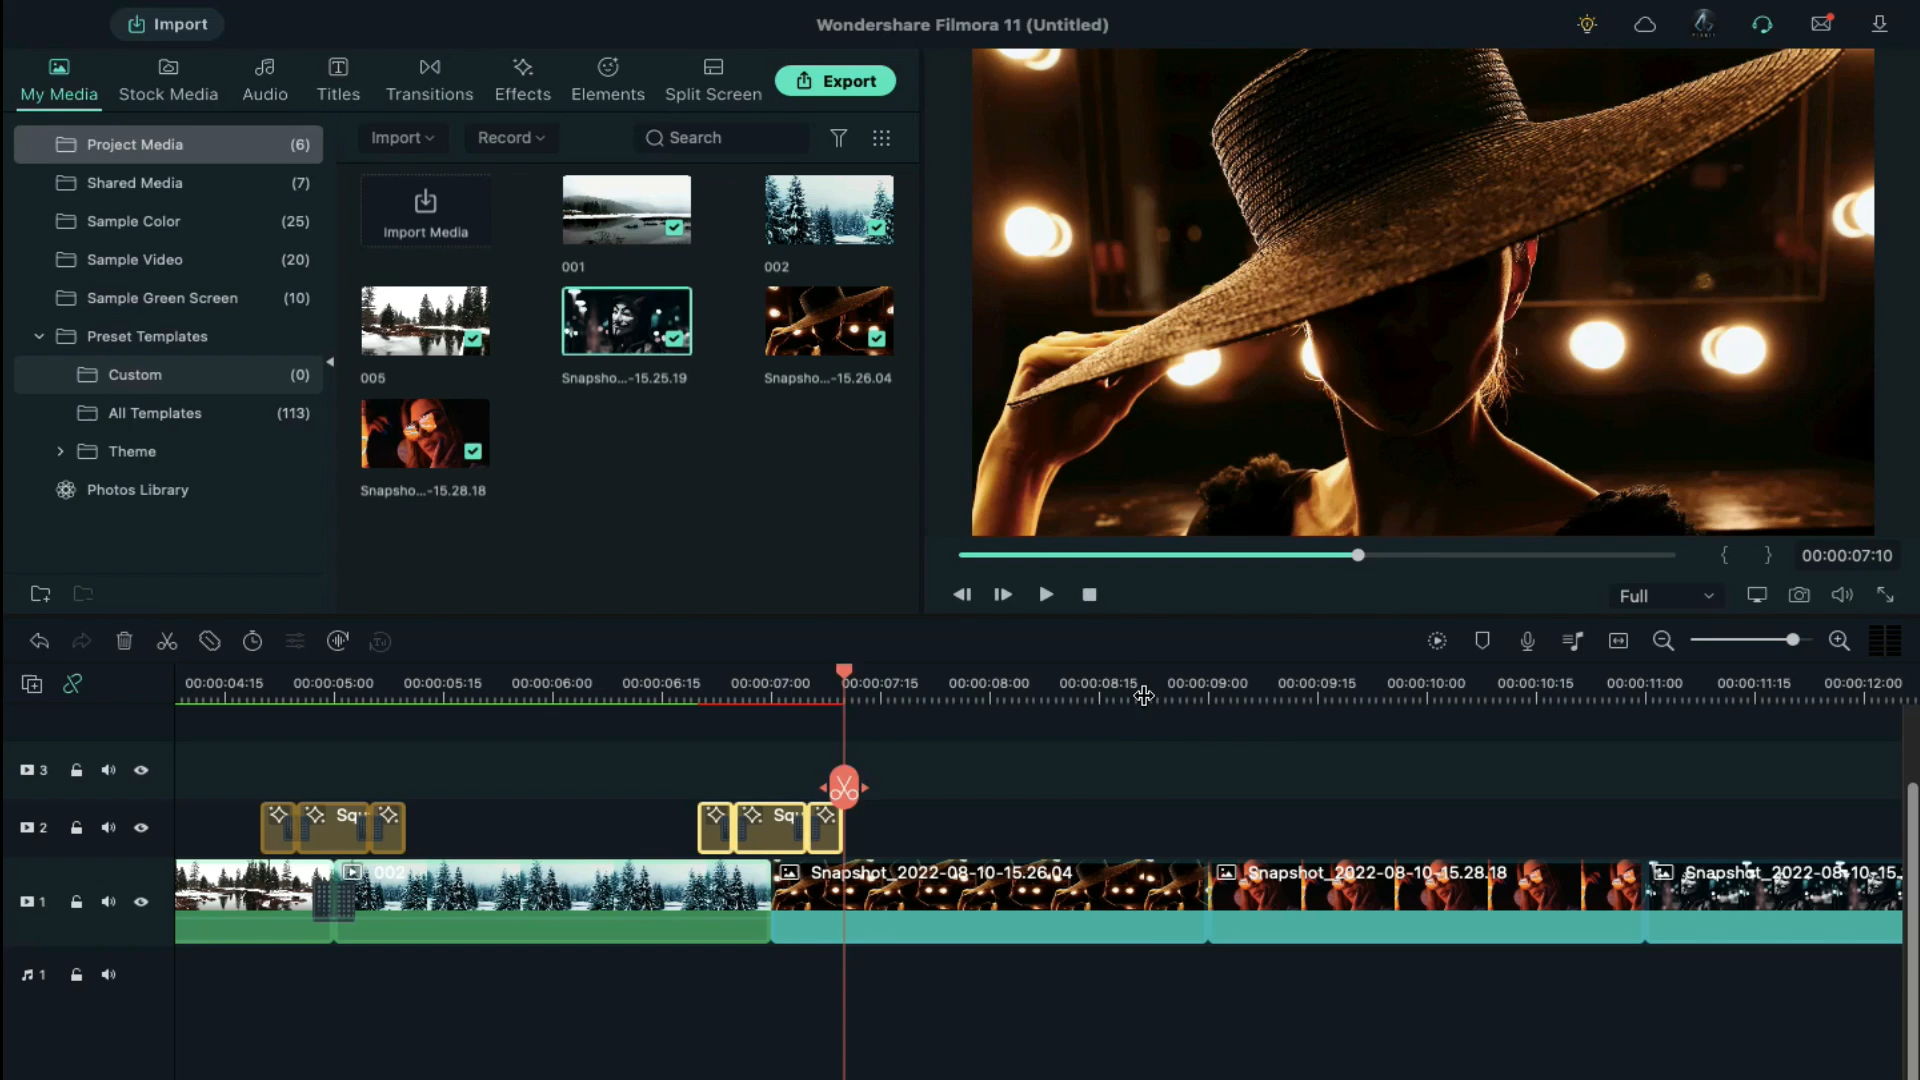 Import
Wondershare Filmora 11 (Untitled)
My Media
Stock Media
Audio
Titles
Transitions
Effects
Elements
Split Screen
Export
Project Media (6)
Shared Media (7)
Sample Color (25)
Sample Video (20)
Sample Green Screen (10)
Preset Templates
Custom (0)
All Templates (113)
Theme
Photos Library
Import
Record
Search
Import Media
001
002
005
Snapsho...-15.25.19
Snapsho...-15.26.04
Snapsho...-15.28.18
{ } 00:00:07:10
Full
00:00:04:15 00:00:05:00 00:00:05:15 00:00:06:00 00:00:06:15 00:00:07:00 00:00:07:15 00:00:08:00 00:00:08:15 00:00:09:00 00:00:09:15 00:00:10:00 00:00:10:15 00:00:11:00 00:00:11:15 00:00:12:00
3
2
Sq··
Sq··
1
002
Snapshot_2022-08-10-15.26.04
Snapshot_2022-08-10-15.28.18
Snapshot_2022-08-10-15.
1